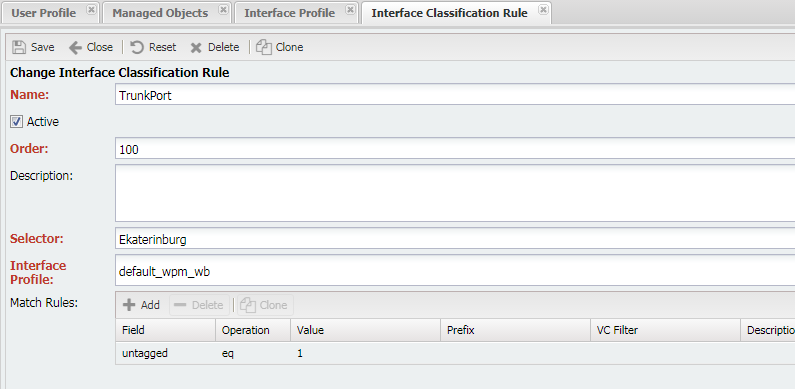 User Profile Managed Objects Interface Profile Interface Classification Rule
Save Close Reset Delete Clone
Change Interface Classification Rule
Name: TrunkPort
Active
Order: 100
Description:
Selector: Ekaterinburg
Interface
Profile: default_wpm_wb
Match Rules: Add Delete Clone
Field Operation Value Prefix VC Filter Descriptio
untagged eq 1